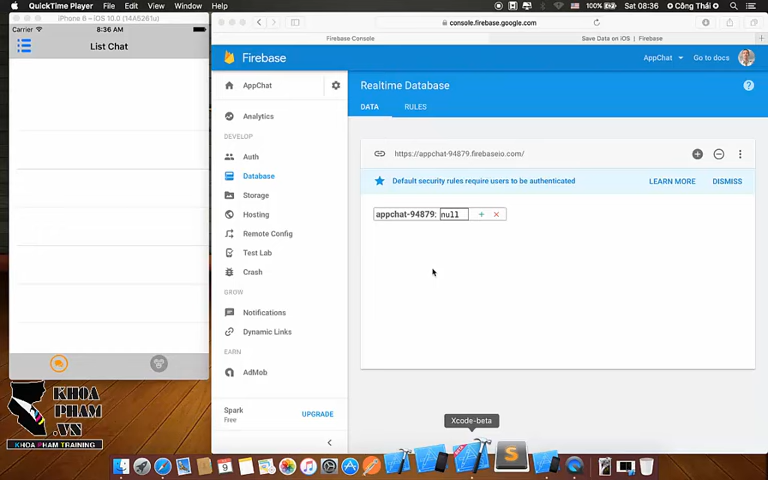 QuickTime Player File Edit View Window Help
100% Sat 08:36 Công Thái
iPhone 6 – iOS 10.0 (14A5261u)
Carrier 8:36 AM
List Chat
KHOA
PHAM
.VN
KHOA PHAM TRAINING
console.firebase.google.com
Firebase Console
Save Data on iOS | Firebase
Firebase
AppChat
Go to docs
AppChat
Analytics
DEVELOP
Auth
Database
Storage
Hosting
Remote Config
Test Lab
Crash
GROW
Notifications
Dynamic Links
EARN
AdMob
Spark
Free
UPGRADE
Realtime Database
DATA RULES
https://appchat-94879.firebaseio.com/
Default security rules require users to be authenticated
LEARN MORE DISMISS
appchat-94879: null
Xcode-beta